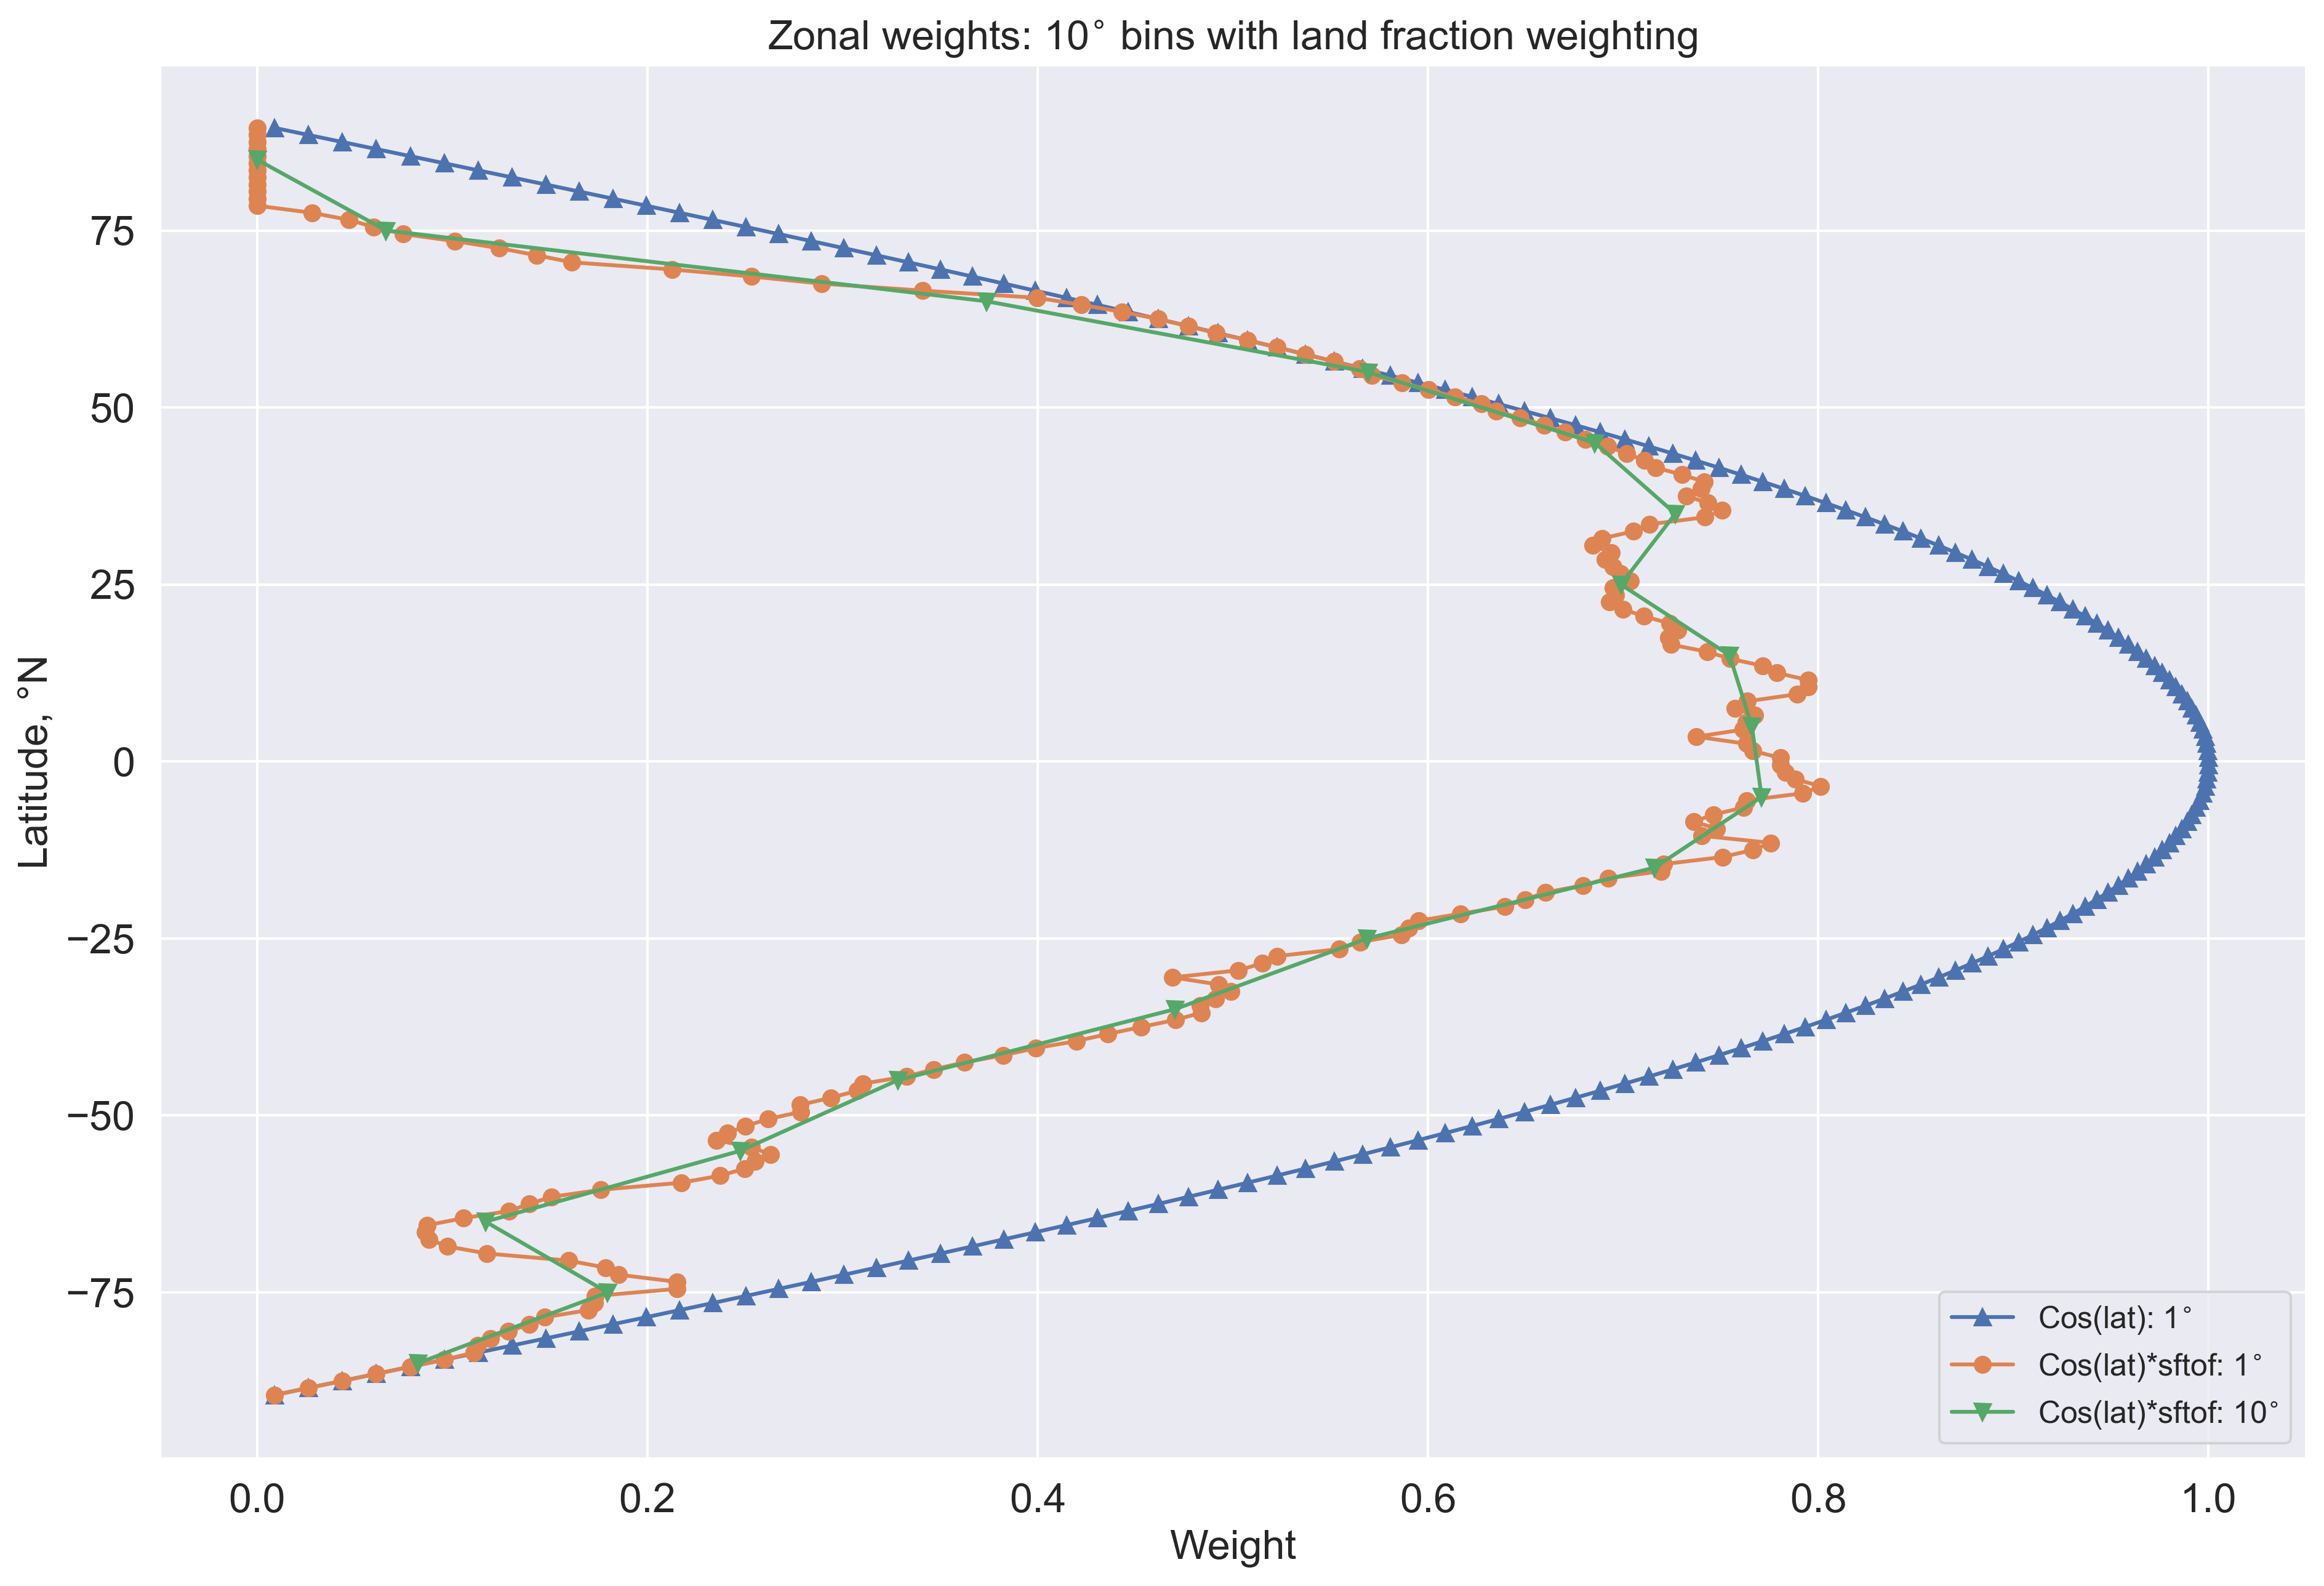 Zonal weights: 10° bins with land fraction weighting
Latitude, °N
75
50
25
0
−25
−50
−75
0.0 0.2 0.4 0.6 0.8 1.0
Weight
Cos(lat): 1°
Cos(lat)*sftof: 1°
Cos(lat)*sftof: 10°